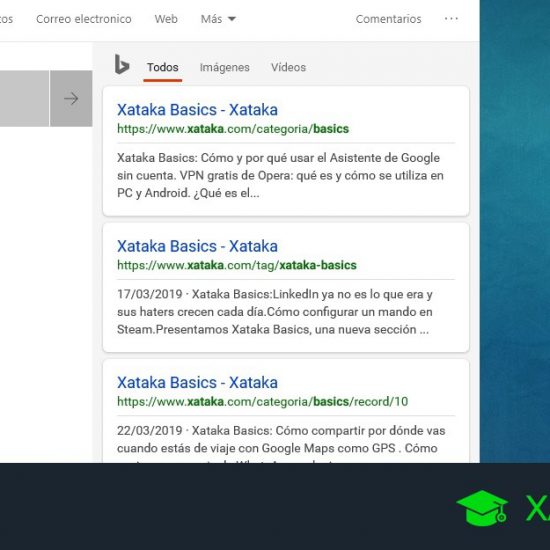 Correo electronico Web Más Comentarios ...
Todos Imágenes Vídeos
Xataka Basics - Xataka
https://www.xataka.com/categoria/basics
Xataka Basics: Cómo y por qué usar el Asistente de Google
sin cuenta. VPN gratis de Opera: qué es y cómo se utiliza en
PC y Android. ¿Qué es el...
Xataka Basics - Xataka
https://www.xataka.com/tag/xataka-basics
17/03/2019 · Xataka Basics:LinkedIn ya no es lo que era y
sus haters crecen cada día.Cómo configurar un mando en
Steam.Presentamos Xataka Basics, una nueva sección ...
Xataka Basics - Xataka
https://www.xataka.com/categoria/basics/record/10
22/03/2019 · Xataka Basics: Cómo compartir por dónde vas
cuando estás de viaje con Google Maps como GPS . Cómo